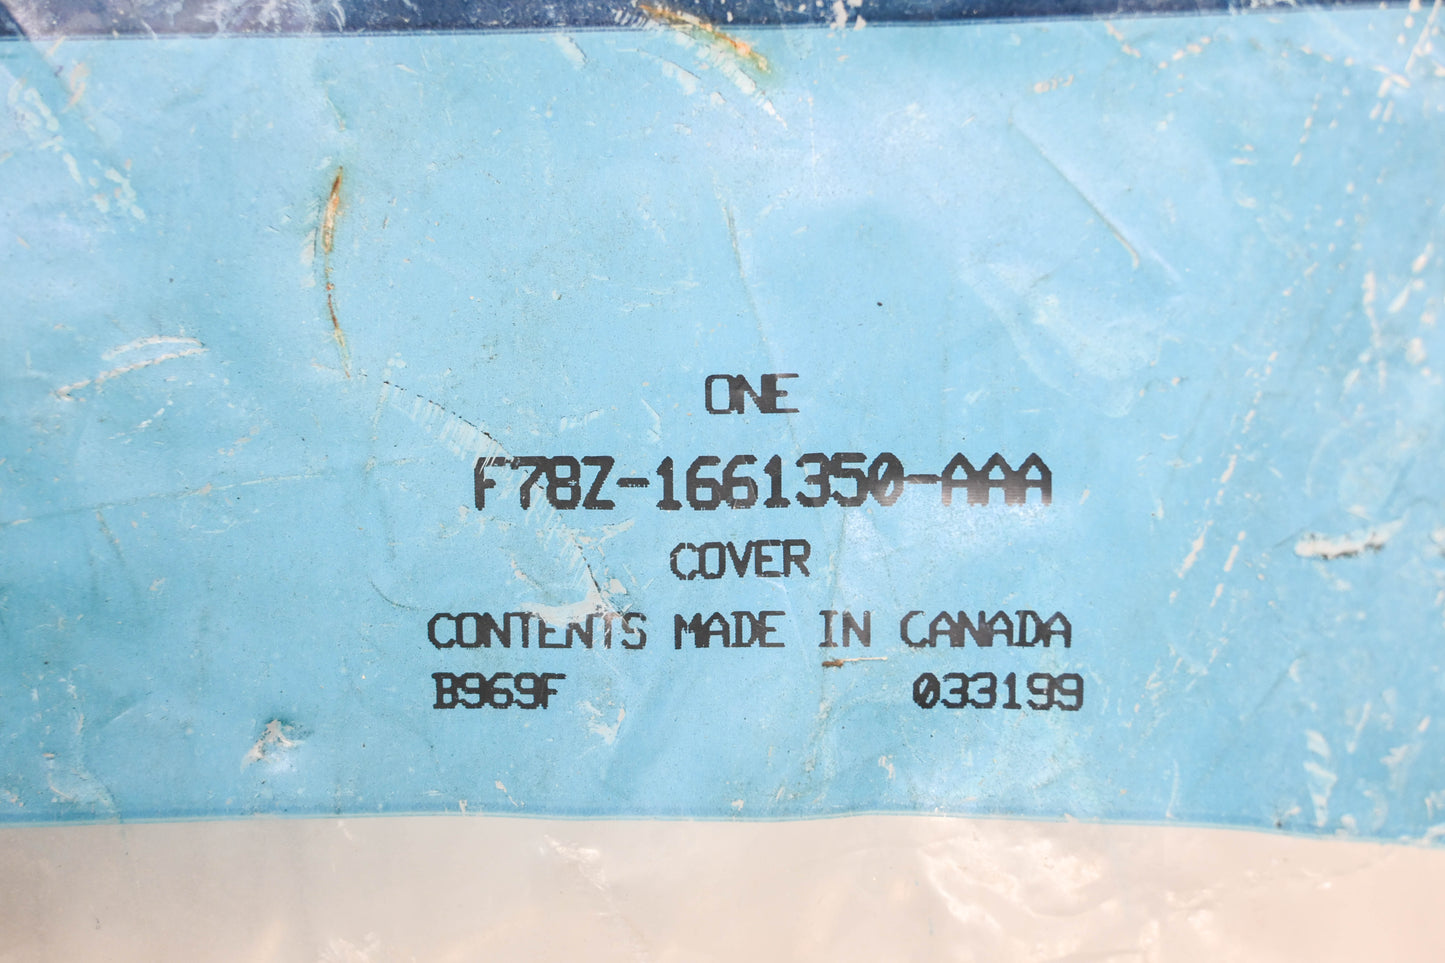 ONE
F78Z-1661350-AAA
COVER
CONTENTS MADE IN CANADA
B969F 033199